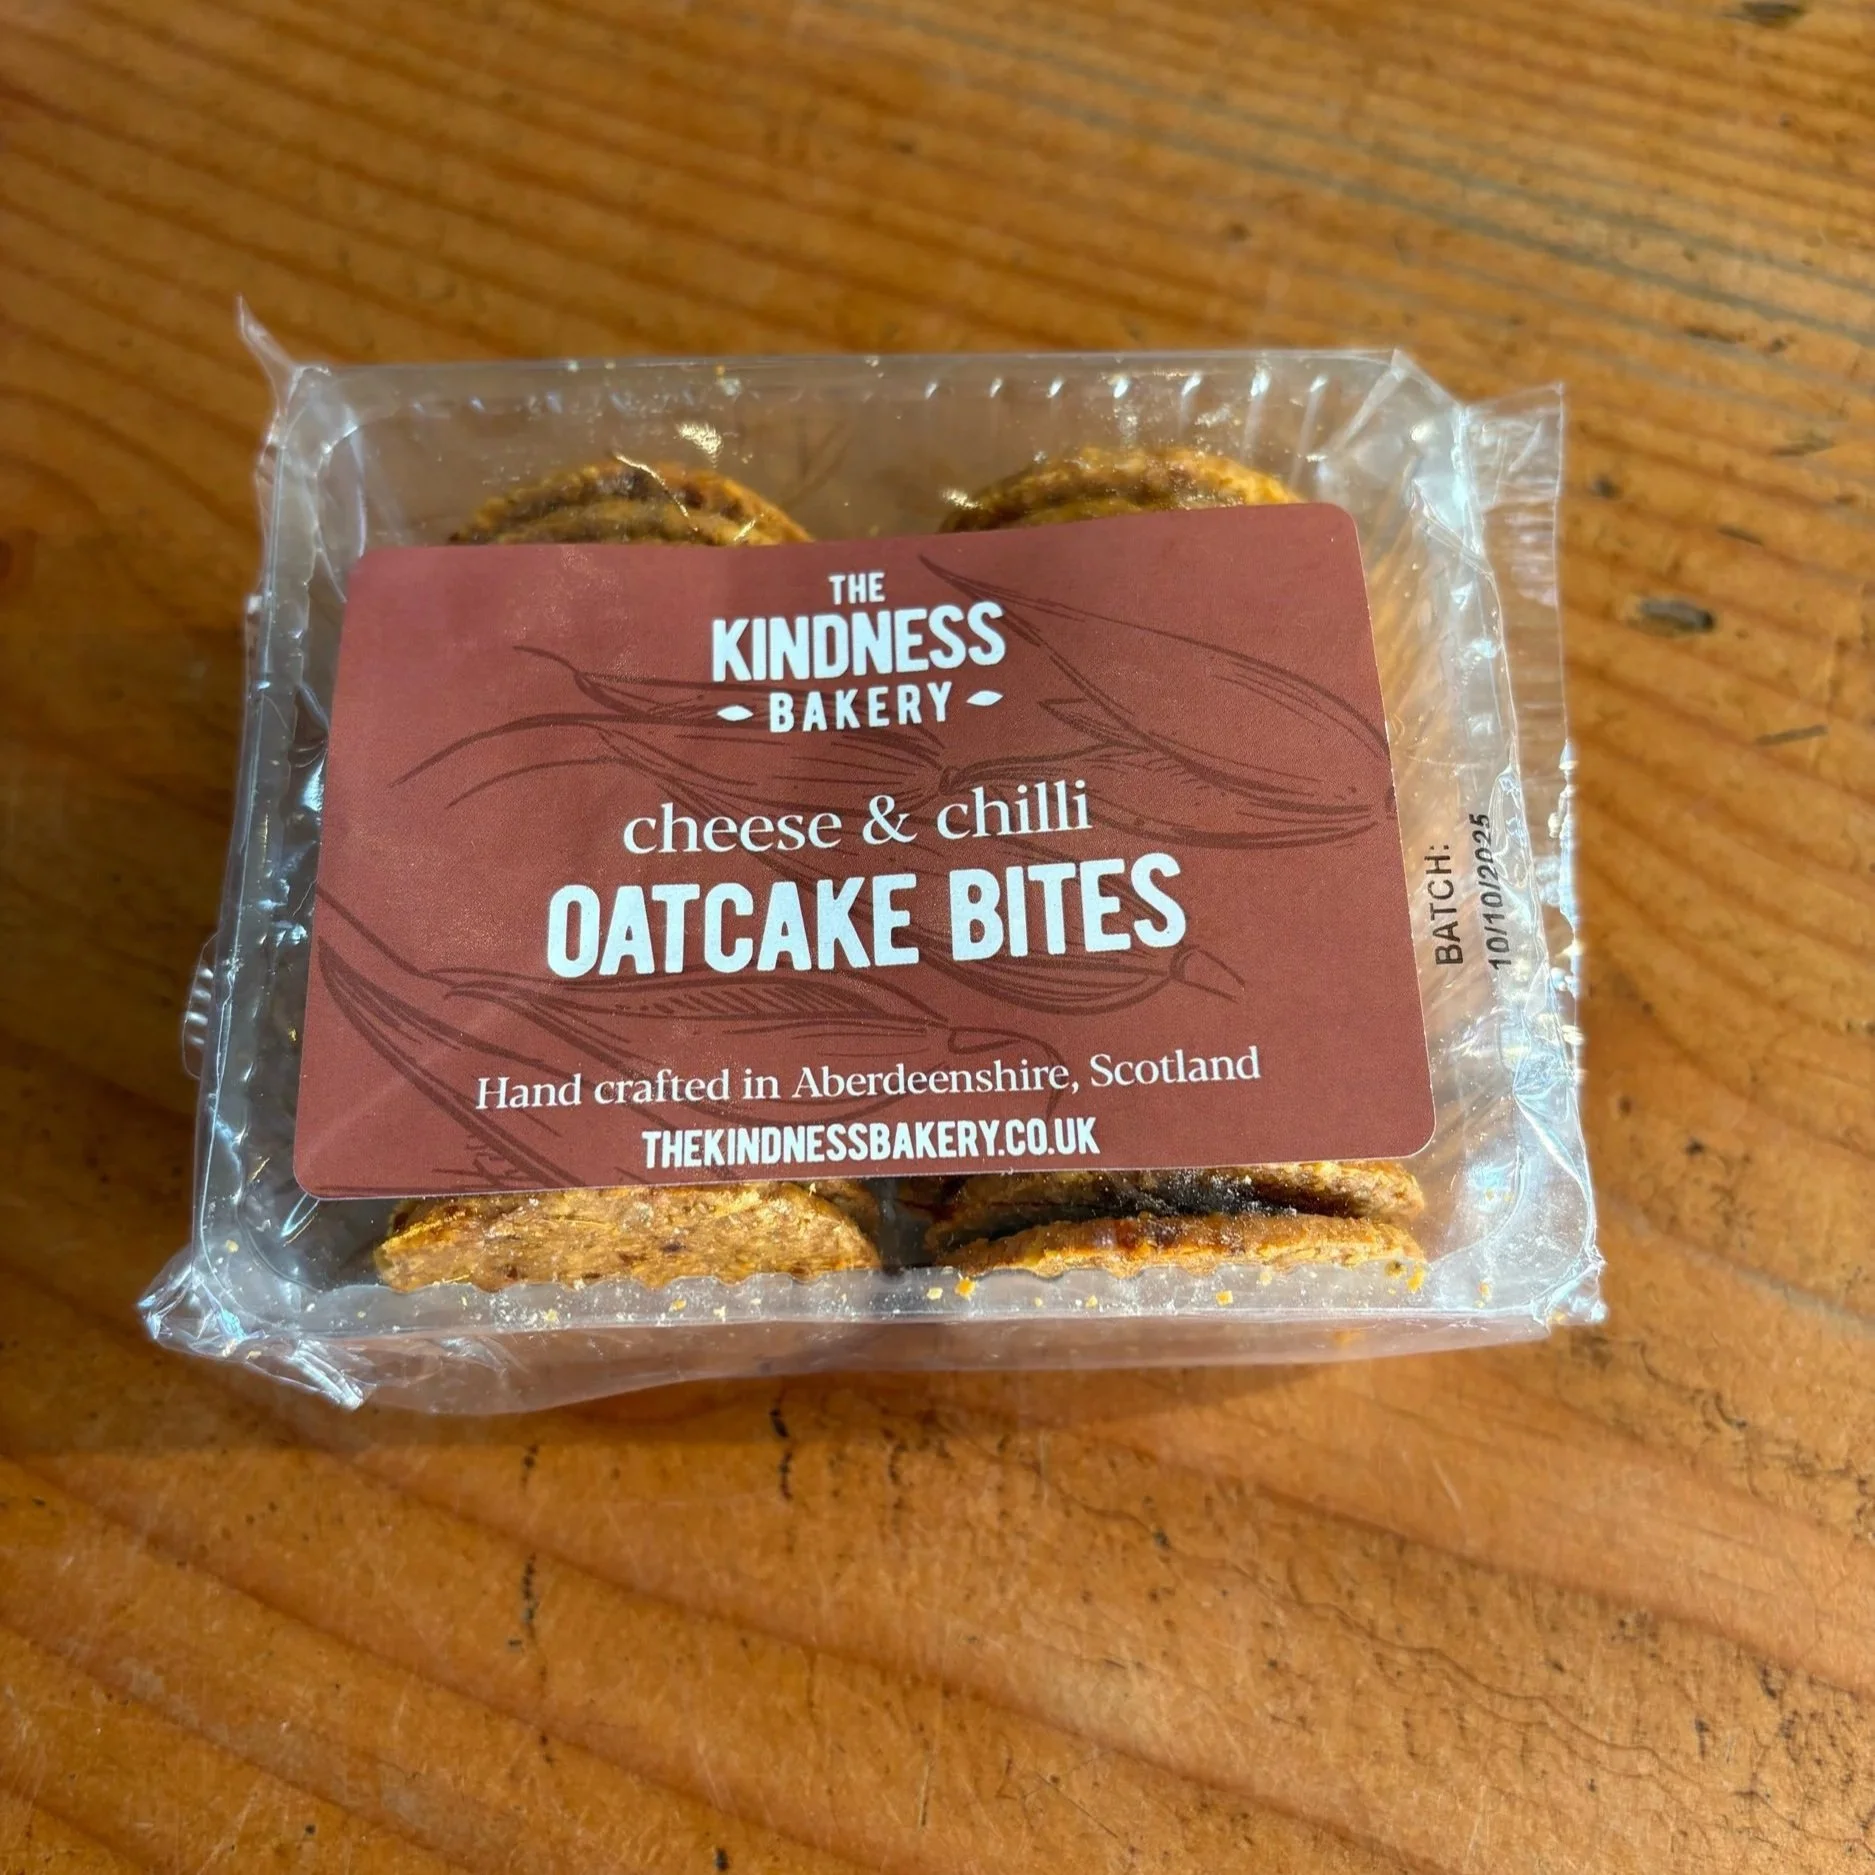 THE
KINDNESS
BAKERY
cheese & chilli
OATCAKE BITES
Hand crafted in Aberdeenshire, Scotland
THEKINDNESSBAKERY.CO.UK
BATCH:
10/10/2025